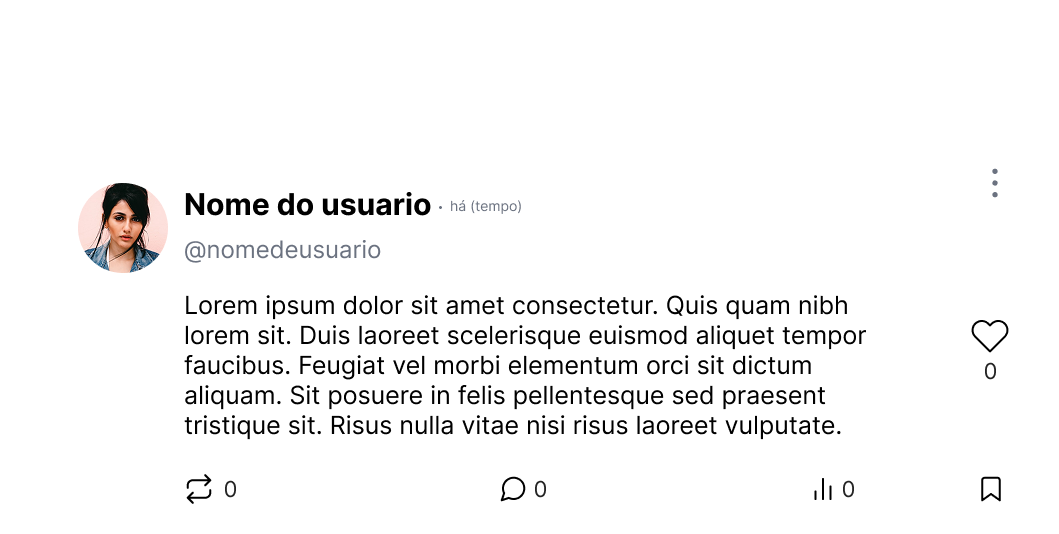 Nome do usuario · há (tempo)
@nomedeusuario
Lorem ipsum dolor sit amet consectetur. Quis quam nibh
lorem sit. Duis laoreet scelerisque euismod aliquet tempor
faucibus. Feugiat vel morbi elementum orci sit dictum
aliquam. Sit posuere in felis pellentesque sed praesent
tristique sit. Risus nulla vitae nisi risus laoreet vulputate.
0
0 0 0